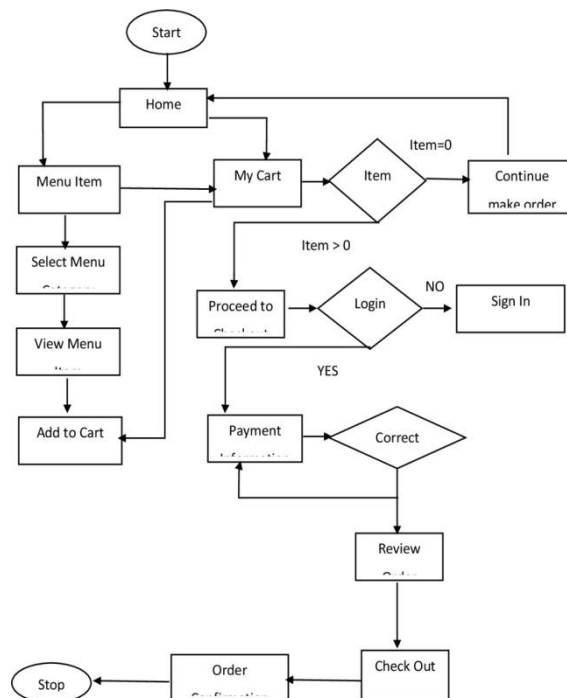 Start
Home
Item=0
Menu Item
My Cart
Item
Continue
make order
Item > 0
Select Menu
Proceed to
Login
NO
Sign In
View Menu
YES
Add to Cart
Payment
Correct
Review
Stop
Order
Check Out